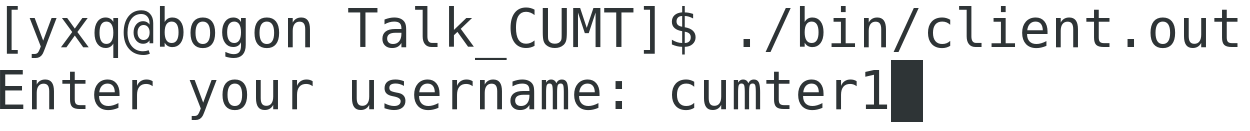 [yxq@bogon Talk_CUMT]$ ./bin/client.out
Enter your username: cumter1